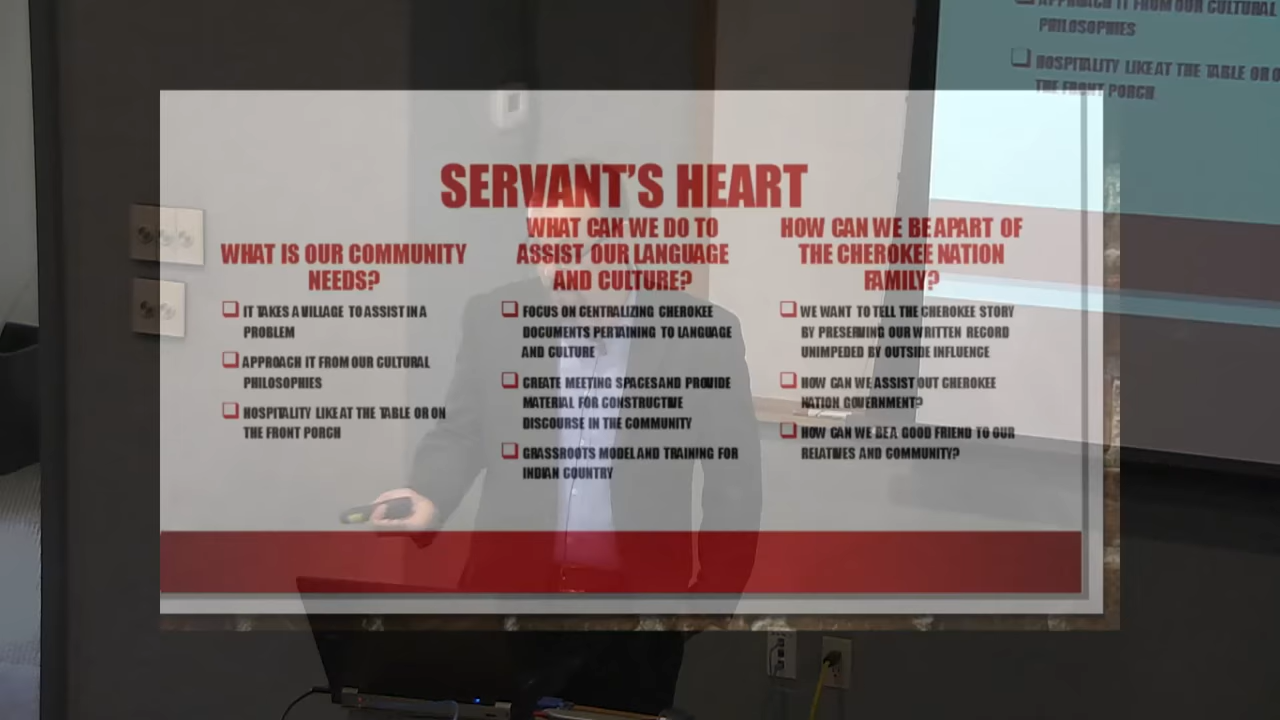 APPROACH IT FROM OUR CULTURAL
PHILOSOPHIES
HOSPITALITY LIKE AT THE TABLE OR O
THE FRONT PORCH
SERVANT'S HEART
WHAT IS OUR COMMUNITY
NEEDS?
IT TAKES A VILLAGE TO ASSIST IN A
PROBLEM
APPROACH IT FROM OUR CULTURAL
PHILOSOPHIES
HOSPITALITY LIKE AT THE TABLE OR ON
THE FRONT PORCH
WHAT CAN WE DO TO
ASSIST OUR LANGUAGE
AND CULTURE?
FOCUS ON CENTRALIZING CHEROKEE
DOCUMENTS PERTAINING TO LANGUAGE
AND CULTURE
CREATE MEETING SPACES AND PROVIDE
MATERIAL FOR CONSTRUCTIVE
DISCOURSE IN THE COMMUNITY
GRASSROOTS MODEL AND TRAINING FOR
INDIAN COUNTRY
HOW CAN WE BE APART OF
THE CHEROKEE NATION
FAMILY?
WE WANT TO TELL THE CHEROKEE STORY
BY PRESERVING OUR WRITTEN RECORD
UNIMPEDED BY OUTSIDE INFLUENCE
HOW CAN WE ASSIST OUT CHEROKEE
NATION GOVERNMENT?
HOW CAN WE BE A GOOD FRIEND TO OUR
RELATIVES AND COMMUNITY?